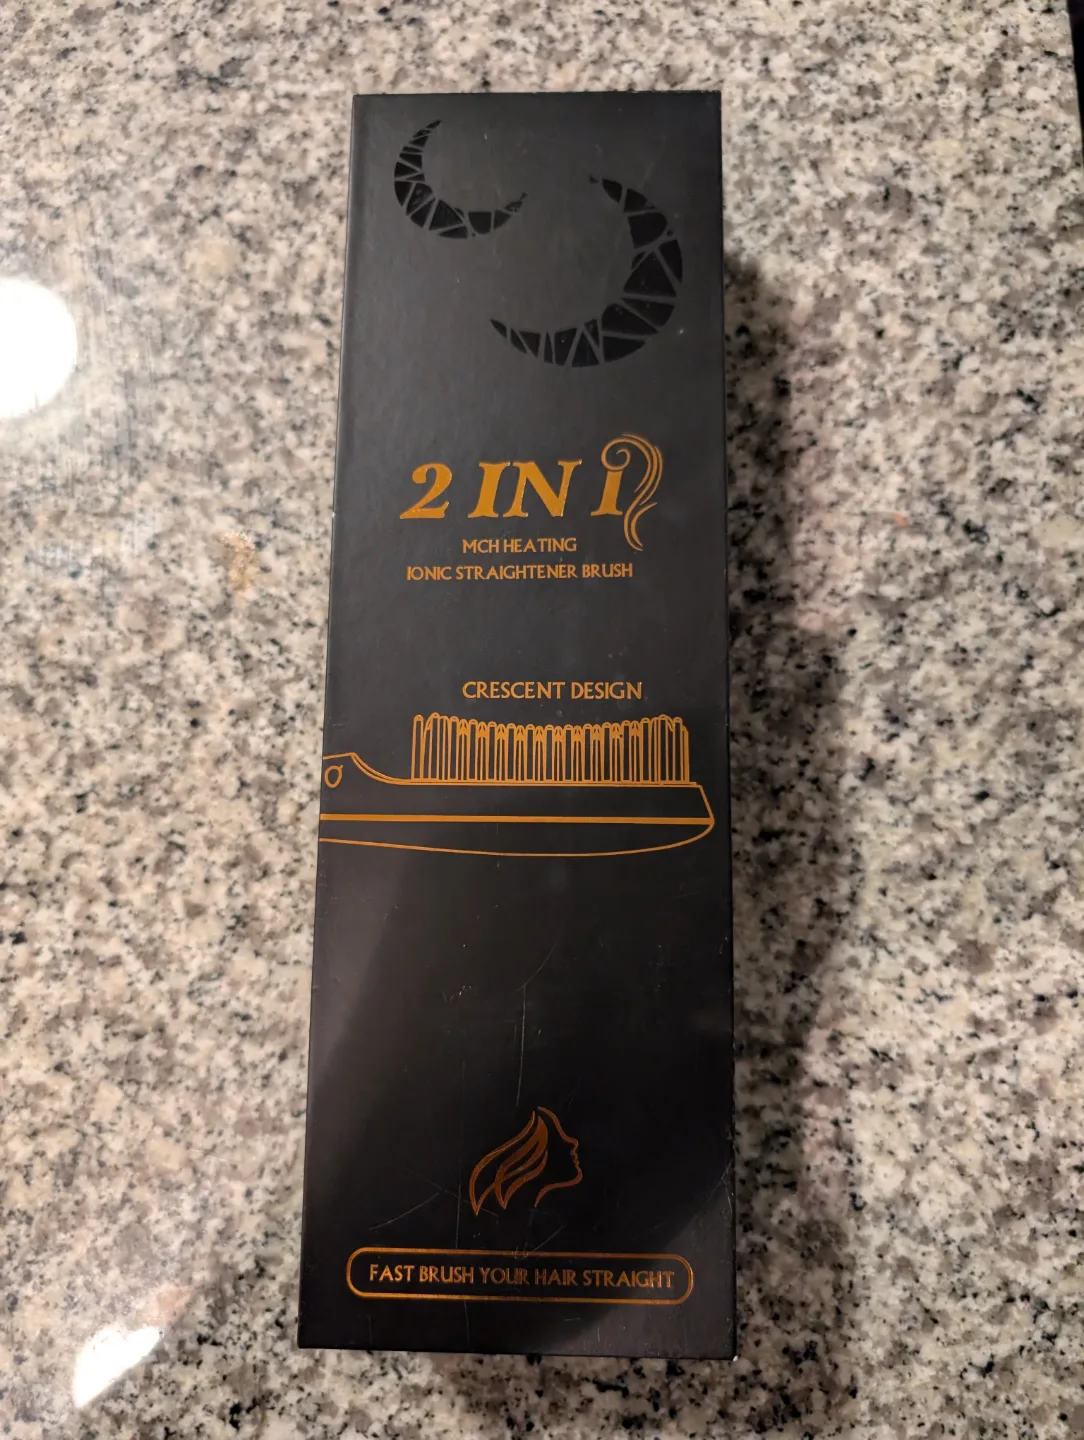 2 IN 1
MCH HEATING
IONIC STRAIGHTENER BRUSH
CRESCENT DESIGN
FAST BRUSH YOUR HAIR STRAIGHT